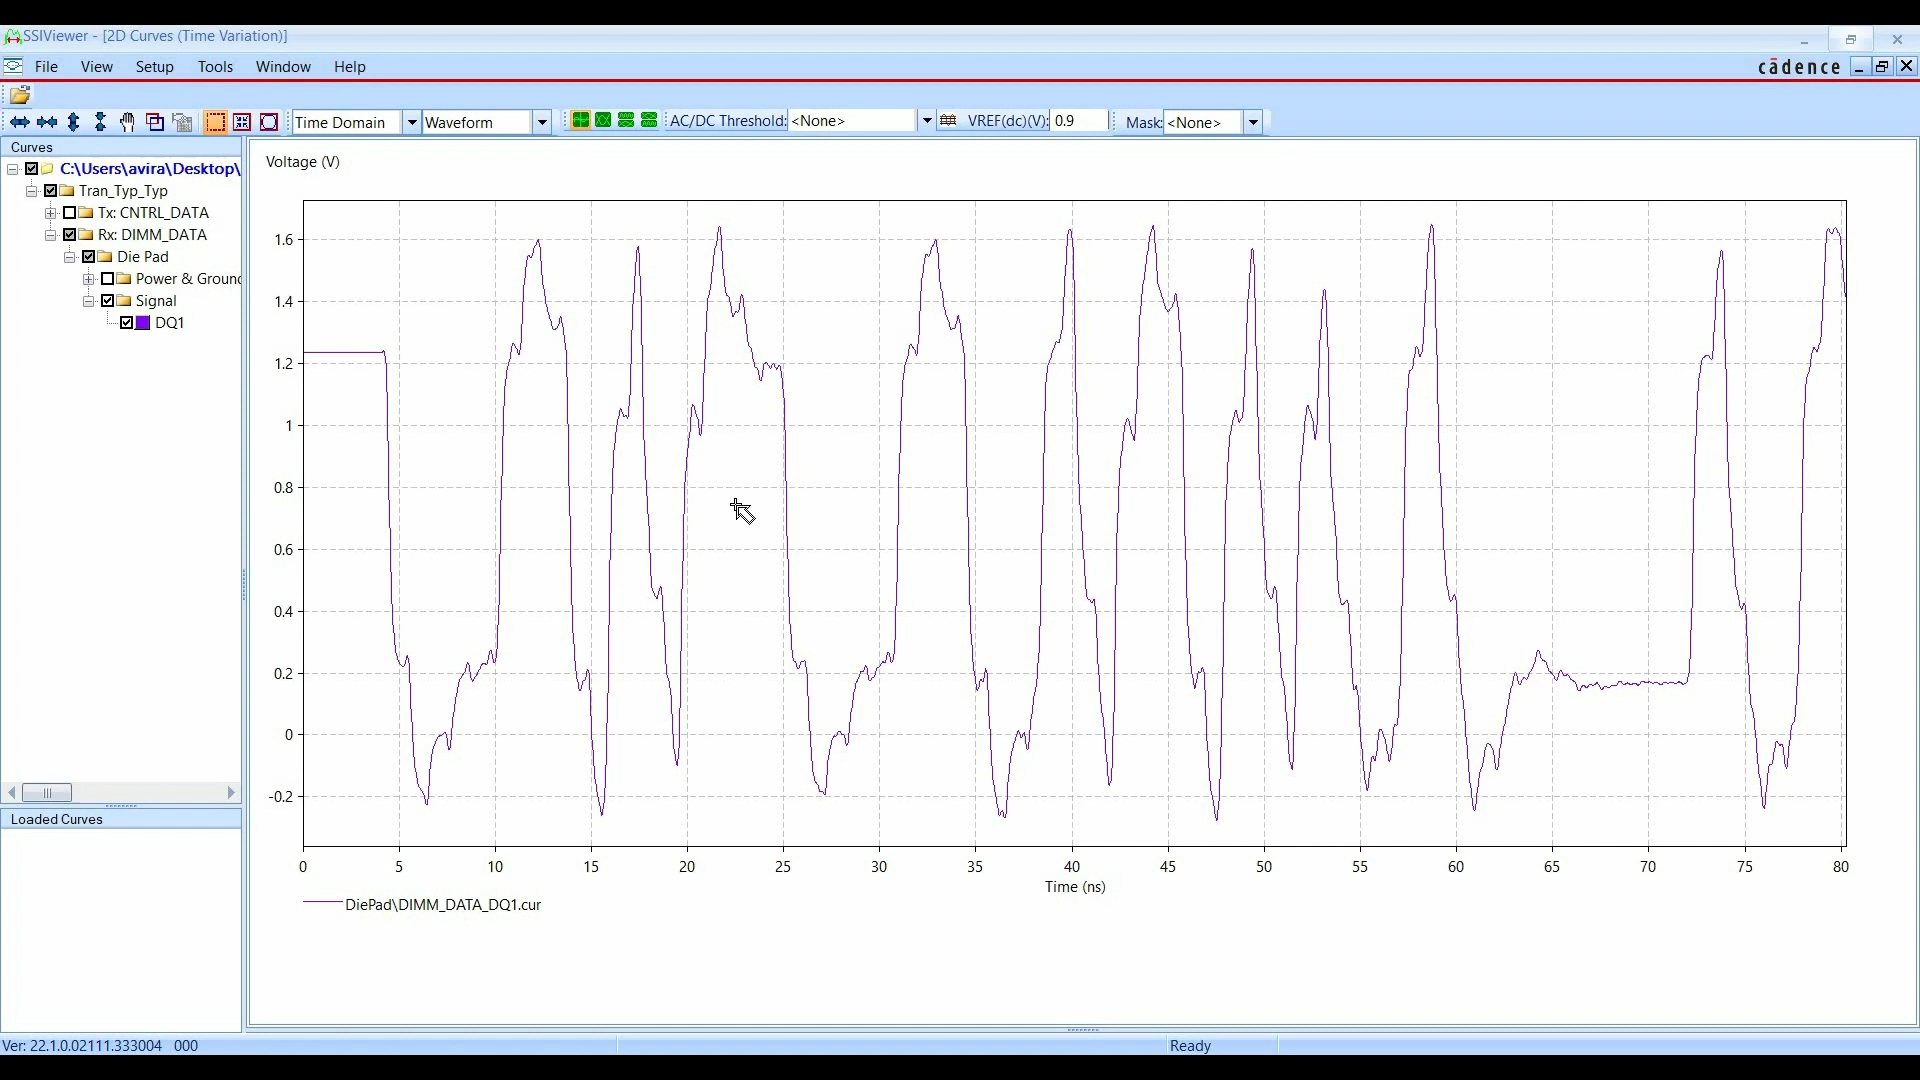 SSIViewer - [2D Curves (Time Variation)]
File View Setup Tools Window Help
cādence
Time Domain
Waveform
AC/DC Threshold: <None>
VREF(dc)(V): 0.9
Mask: <None>
Curves
C:\Users\avira\Desktop\
Tran_Typ_Typ
Tx: CNTRL_DATA
Rx: DIMM_DATA
Die Pad
Power & Ground
Signal
DQ1
Loaded Curves
Voltage (V)
1.6
1.4
1.2
1
0.8
0.6
0.4
0.2
0
-0.2
0 5 10 15 20 25 30 35 40 45 50 55 60 65 70 75 80
Time (ns)
DiePad\DIMM_DATA_DQ1.cur
Ver: 22.1.0.02111.333004 000
Ready